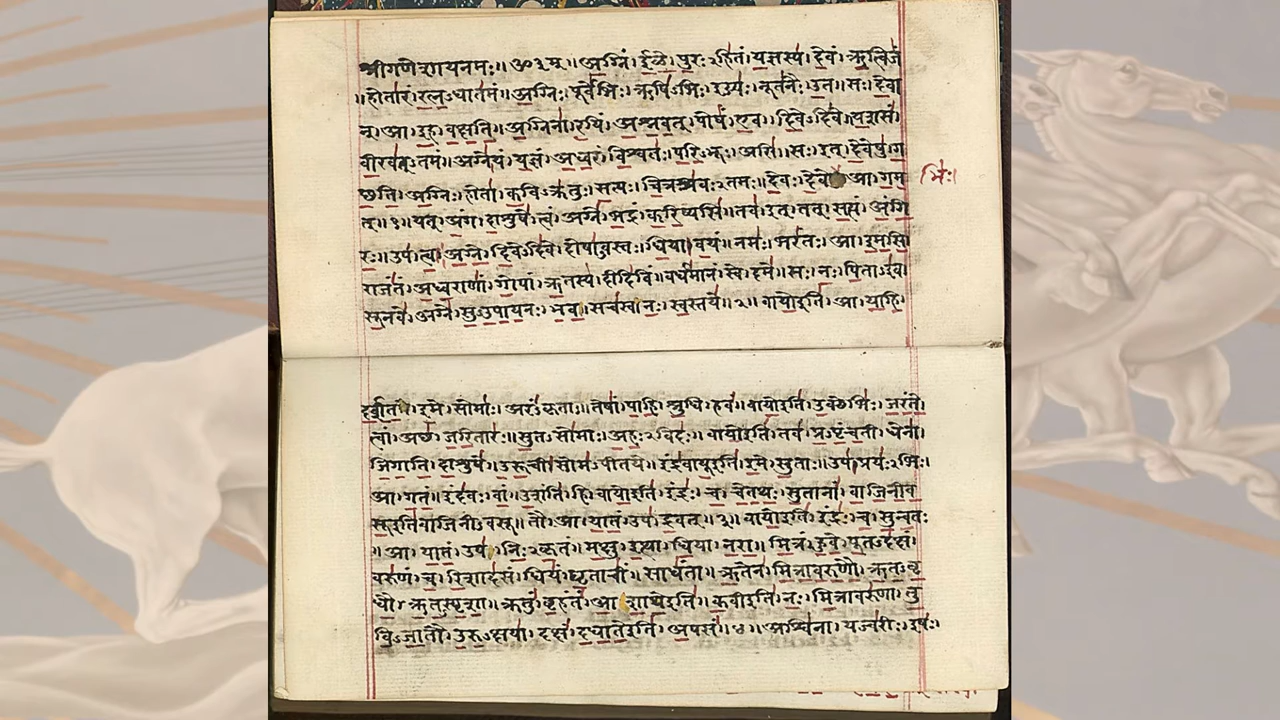 श्रीगणेशायनमः॥ ॐ३म्॥ अग्निं। ईळे। पुरःऽहितं। यज्ञस्य। देवं। ऋत्विजं
॥होतारं। रत्नऽधातमं॥ अग्निः। पूर्वेभिः। ऋषिऽभिः। ईड्यः। नूतनैः। उत॥ सः। देवा
न्। आ। इह। वक्षति॥ अग्निना। रयिं। अश्नवत्। पोषं। एव। दिवेऽदिवे॥ यशसं
वीरवत्ऽतमं॥ अग्ने। यं। यज्ञं। अध्वरं। विश्वतः। परिऽभूः। असि॥ सः। इत्। देवेषु। ग
छति। अग्निः। होता। कविऽक्रतुः। सत्यः। चित्रश्रवःऽतमः॥ देवः। देवे आ। गम
भिः।
त्॥१॥ यत्। अंग। दाशुषे। त्वं। अग्ने। भद्रं। करिष्यसि॥ तव। इत्। तत्। सत्यं। अंगि
रः॥ उप। त्वा। अग्ने। दिवेऽदिवे। दोषाऽवस्तः। धिया। वयं॥ नमः। भरंतः। आ। इमसि
राजंतं। अध्वराणां। गोपां। ऋतस्य। दीदिविं॥ वर्धमानं। स्वे। दमे॥ सः। नः। पिताऽइव
सूनवे। अग्ने। सुऽउपायनः। भव॥ सचस्व। नः। स्वस्तये॥२॥ वायो इति। आ। याहि
दर्शत। इमे। सोमाः। अरंऽकृताः॥ तेषां। पाहि। श्रुधि। हवं॥ वायो इति। उक्थेभिः। जरंते
त्वां। अछ। जरितारः॥ सुतऽसोमाः। अहःऽविदः॥ वायो इति। तव। प्रऽपृंचती। धेना
जिगाति। दाशुषे॥ उरूची। सोमऽपीतये॥ इंद्रवायू इति। इमे। सुताः॥ उप। प्रयःऽभिः।
आ। गतं॥ इंदवः। वां। उशंति। हि॥ वायो इति। इंद्रः। च। चेतथः। सुतानां। वाजिनीव
सू इति वाजिनीऽवसू॥ तौ। आ। यातं। उप। द्रवत्॥३॥ वायो इति। इंद्रः। च। सुन्वतः
॥आ। यातं। उप। निःऽकृतं॥ मक्षु। इत्था। धिया। नरा॥ मित्रं। हुवे। पूतऽदक्षं।
वरुणं। च। रिशादसं॥ धियं। घृताचीं। साधंता॥ ऋतेन। मित्रावरुणौ। ऋतऽवृ
धौ। ऋतऽस्पृशा॥ क्रतुं। बृहंतं। आशाथे इति॥ कवी इति। नः। मित्रावरुणा। तु
विऽजातौ। उरुऽक्षया॥ दक्षं। दधाते इति। अपसं॥४॥ अश्विना। यज्वरीः। इषः।